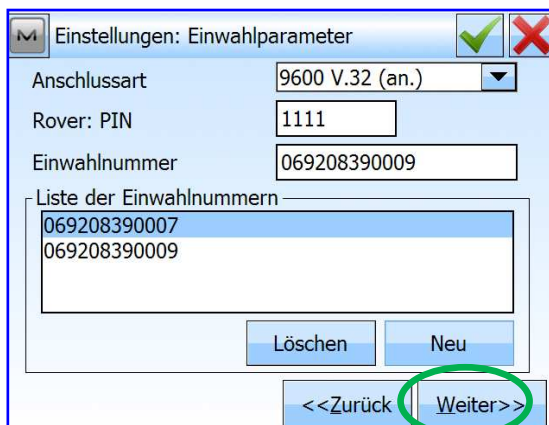 Einstellungen: Einwahlparameter
Anschlussart 9600 V.32 (an.)
Rover: PIN 1111
Einwahlnummer 069208390009
Liste der Einwahlnummern
069208390007
069208390009
Löschen Neu
<<Zurück Weiter>>